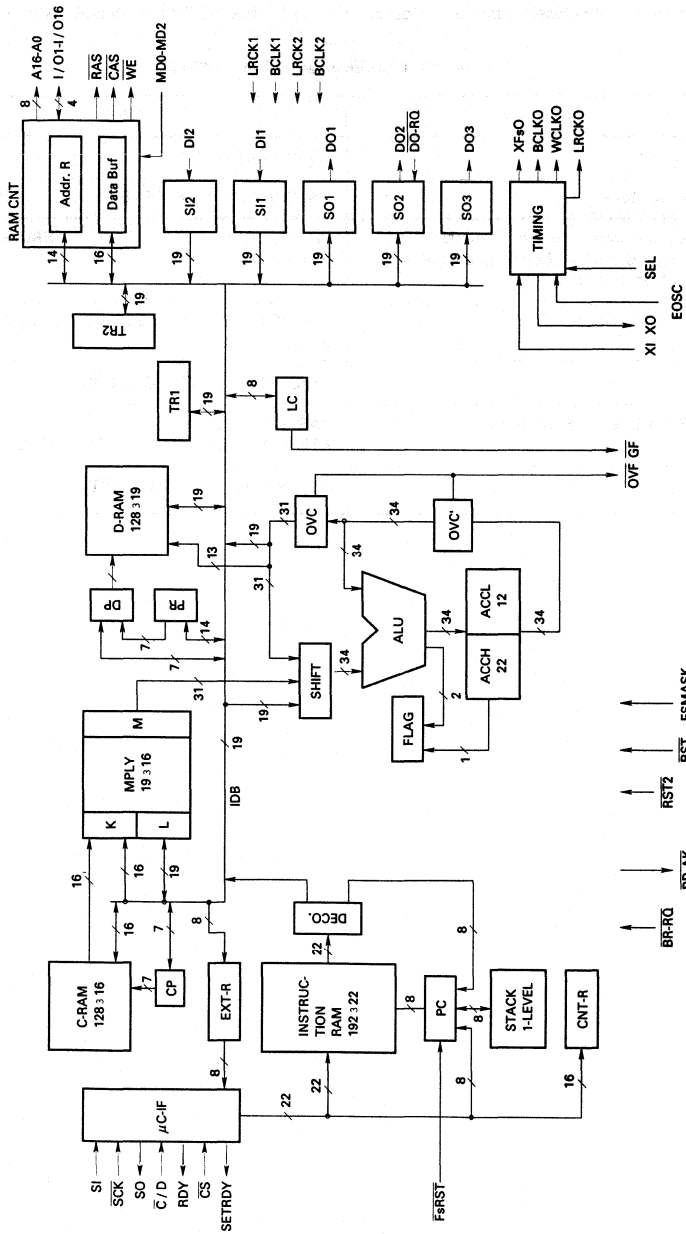 RAM CNT
Addr. R
Data Buf
8
A16-A0
I / O1-I / O16
4
RAS
CAS
WE
MD0-MD2
14
16
19
TR2
SI2
DI2
19
SI1
DI1
19
SO1
DO1
19
SO2
DO2
DO-RQ
19
SO3
DO3
19
LRCK1
BCLK1
LRCK2
BCLK2
TIMING
XFsO
BCLKO
WCLKO
LRCKO
SEL
EOSC
XO
XI
TR1
19
LC
8
GF
OVF
D-RAM
128 3 19
19
DP
PR
7
7
14
13
19
31
31
OVC
34
34
OVC'
SHIFT
34
ALU
34
2
FLAG
1
ACCH
22
ACCL
12
34
MPLY
19 3 16
M
K
L
31
19
19
IDB
C-RAM
128 3 16
16
16
16
19
CP
7
7
8
EXT-R
8
µC-IF
SI
SCK
SO
C / D
RDY
CS
SETRDY
22
22
INSTRUC-
TION
RAM
192 3 22
22
DECO.
8
8
PC
8
8
STACK
1-LEVEL
CNT-R
16
FsRST
BR-RQ
RST2